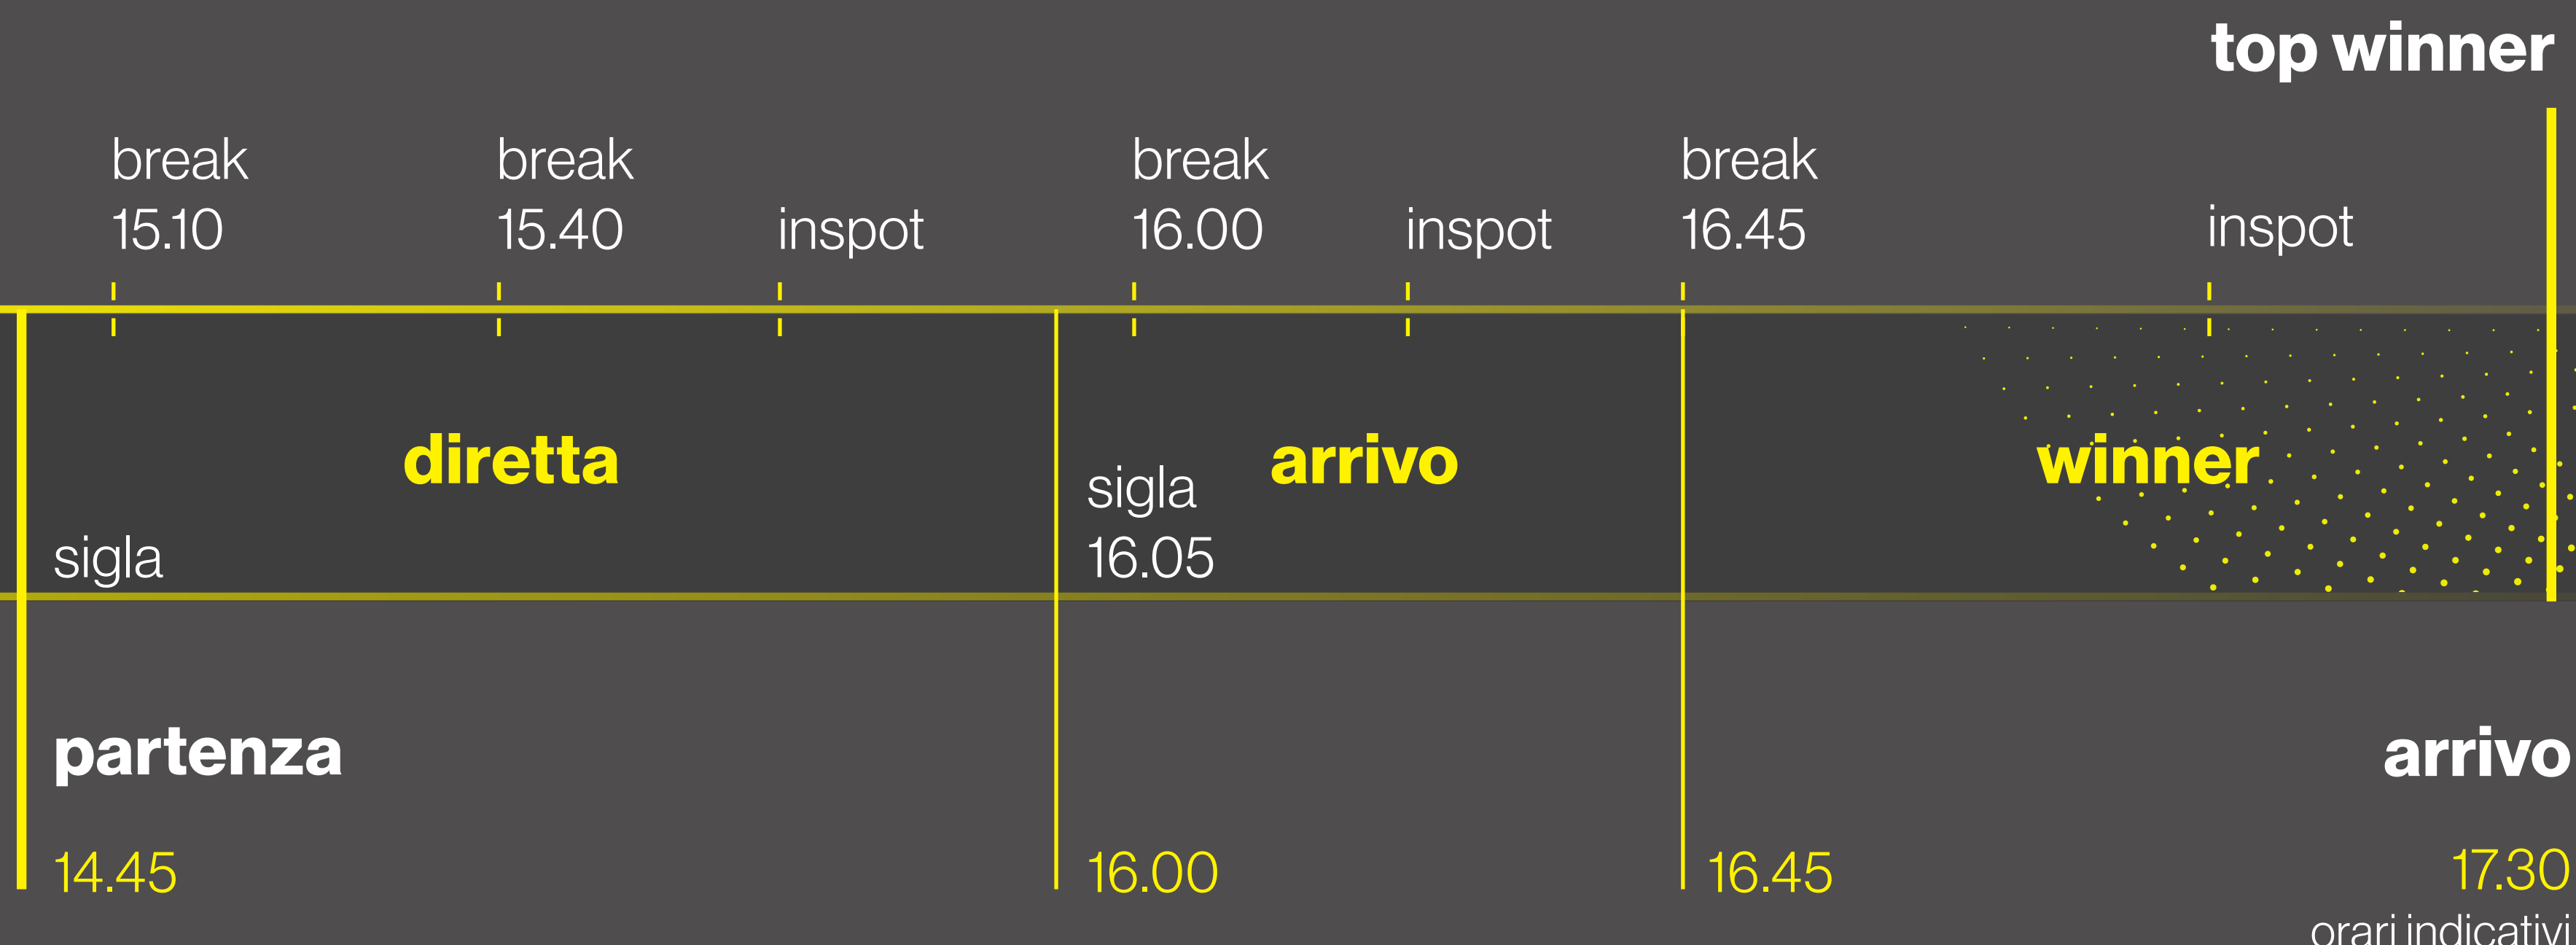 top winner
break
15.10
break
15.40
inspot
break
16.00
inspot
break
16.45
inspot
diretta
arrivo
winner
sigla
sigla
16.05
partenza
arrivo
14.45
16.00
16.45
17.30
orari indicativi